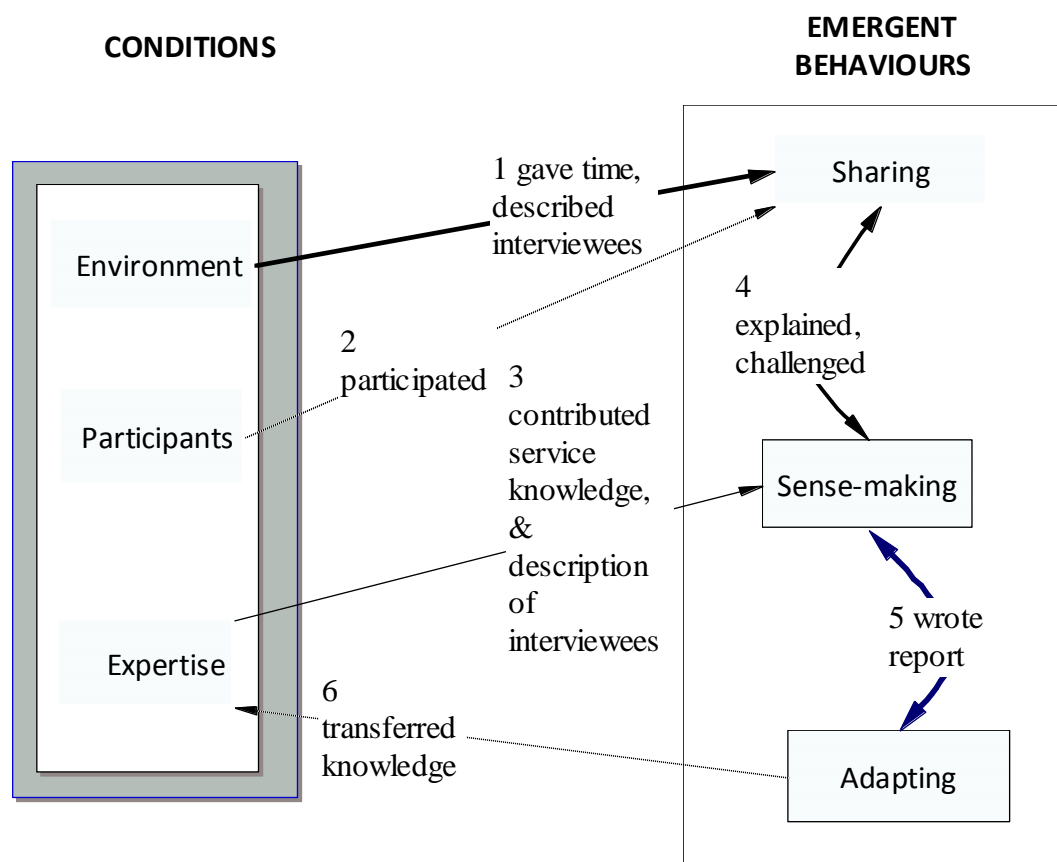 CONDITIONS
EMERGENT
BEHAVIOURS
Environment
Participants
Expertise
1 gave time,
described
interviewees
2
participated
3
contributed
service
knowledge,
&
description
of
interviewees
6
transferred
knowledge
Sharing
4
explained,
challenged
Sense-making
5 wrote
report
Adapting